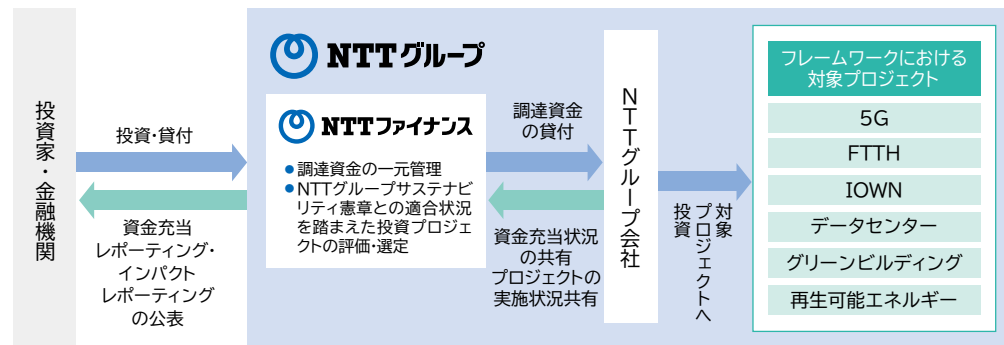 投資家・金融機関
投資・貸付
資金充当
レポーティング・
インパクト
レポーティング
の公表
NTTグループ
NTTファイナンス
●調達資金の一元管理
●NTTグループサステナビ
リティ憲章との適合状況
を踏まえた投資プロジェ
クトの評価・選定
調達資金
の貸付
資金充当状況
の共有
プロジェクトの
実施状況共有
NTTグループ会社
対象
プロジェクトへ
投資
フレームワークにおける
対象プロジェクト
5G
FTTH
IOWN
データセンター
グリーンビルディング
再生可能エネルギー